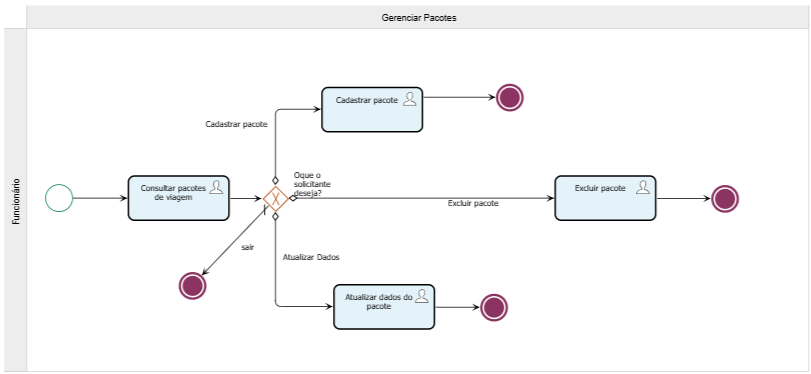 Gerenciar Pacotes
Funcionário
Cadastrar pacote
Cadastrar pacote
Consultar pacotes
de viagem
Oque o
solicitante
deseja?
Excluir pacote
Excluir pacote
sair
Atualizar Dados
Atualizar dados do
pacote